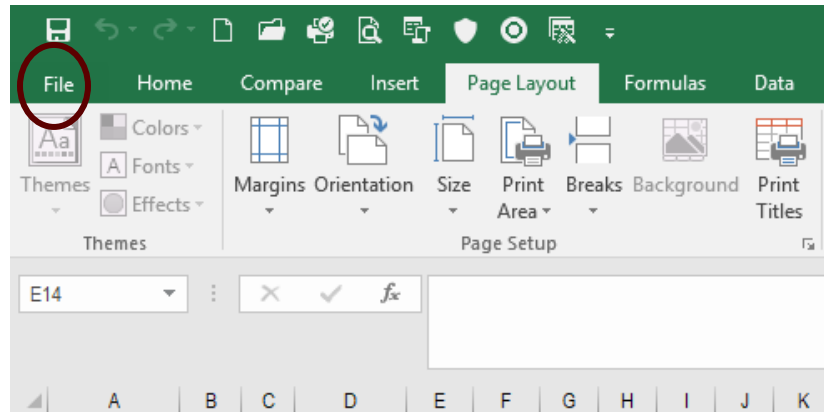 File Home Compare Insert Page Layout Formulas Data
Aa Colors
A Fonts
Themes Effects Margins Orientation Size Print Area Breaks Background Print Titles
Themes Page Setup
E14 fx
A B C D E F G H I J K